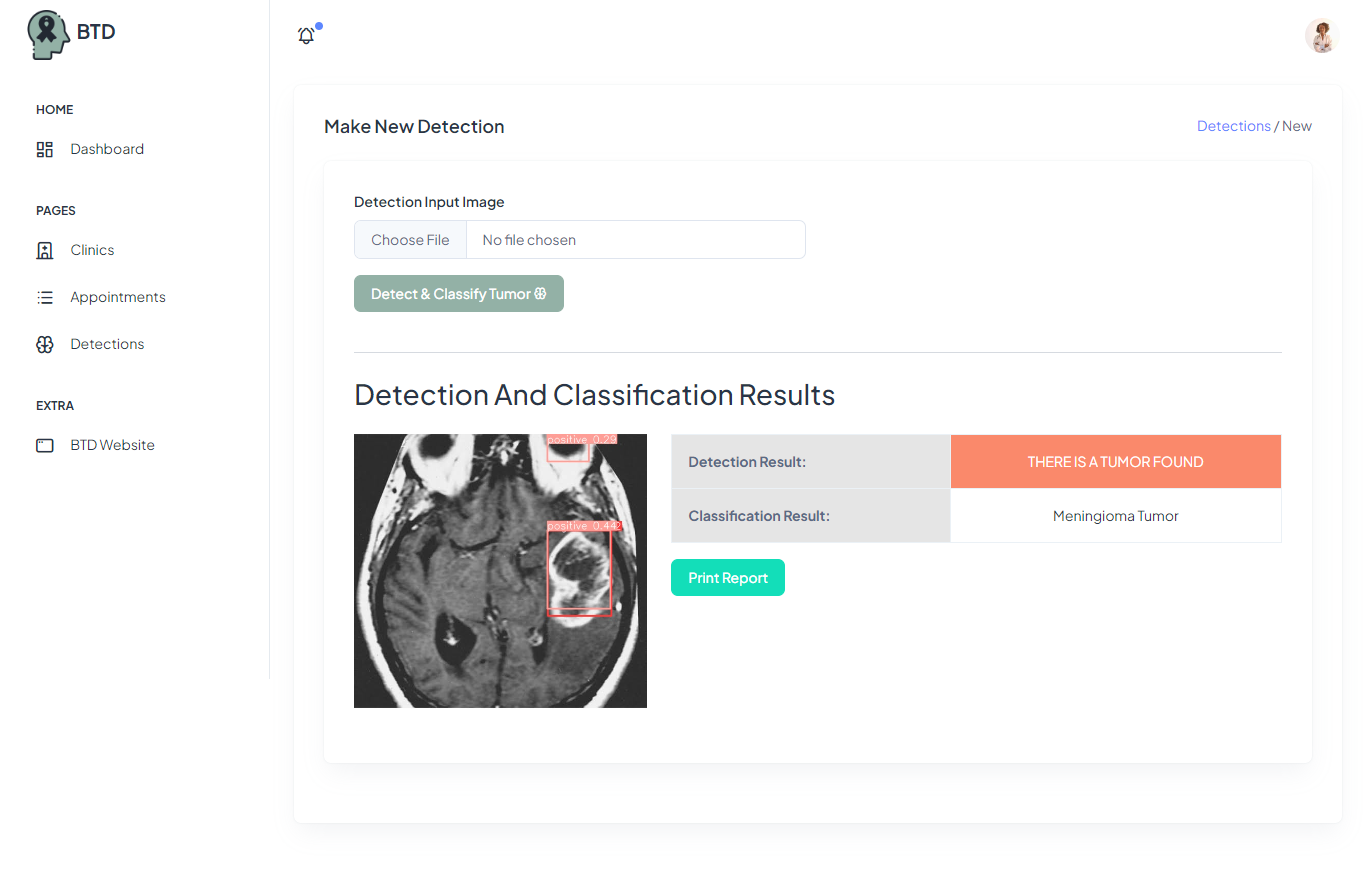 BTD
HOME
Dashboard
PAGES
Clinics
Appointments
Detections
EXTRA
BTD Website
Make New Detection
Detections / New
Detection Input Image
Choose File No file chosen
Detect & Classify Tumor
Detection And Classification Results
positive 0.29
positive 0.44
Detection Result: THERE IS A TUMOR FOUND
Classification Result: Meningioma Tumor
Print Report